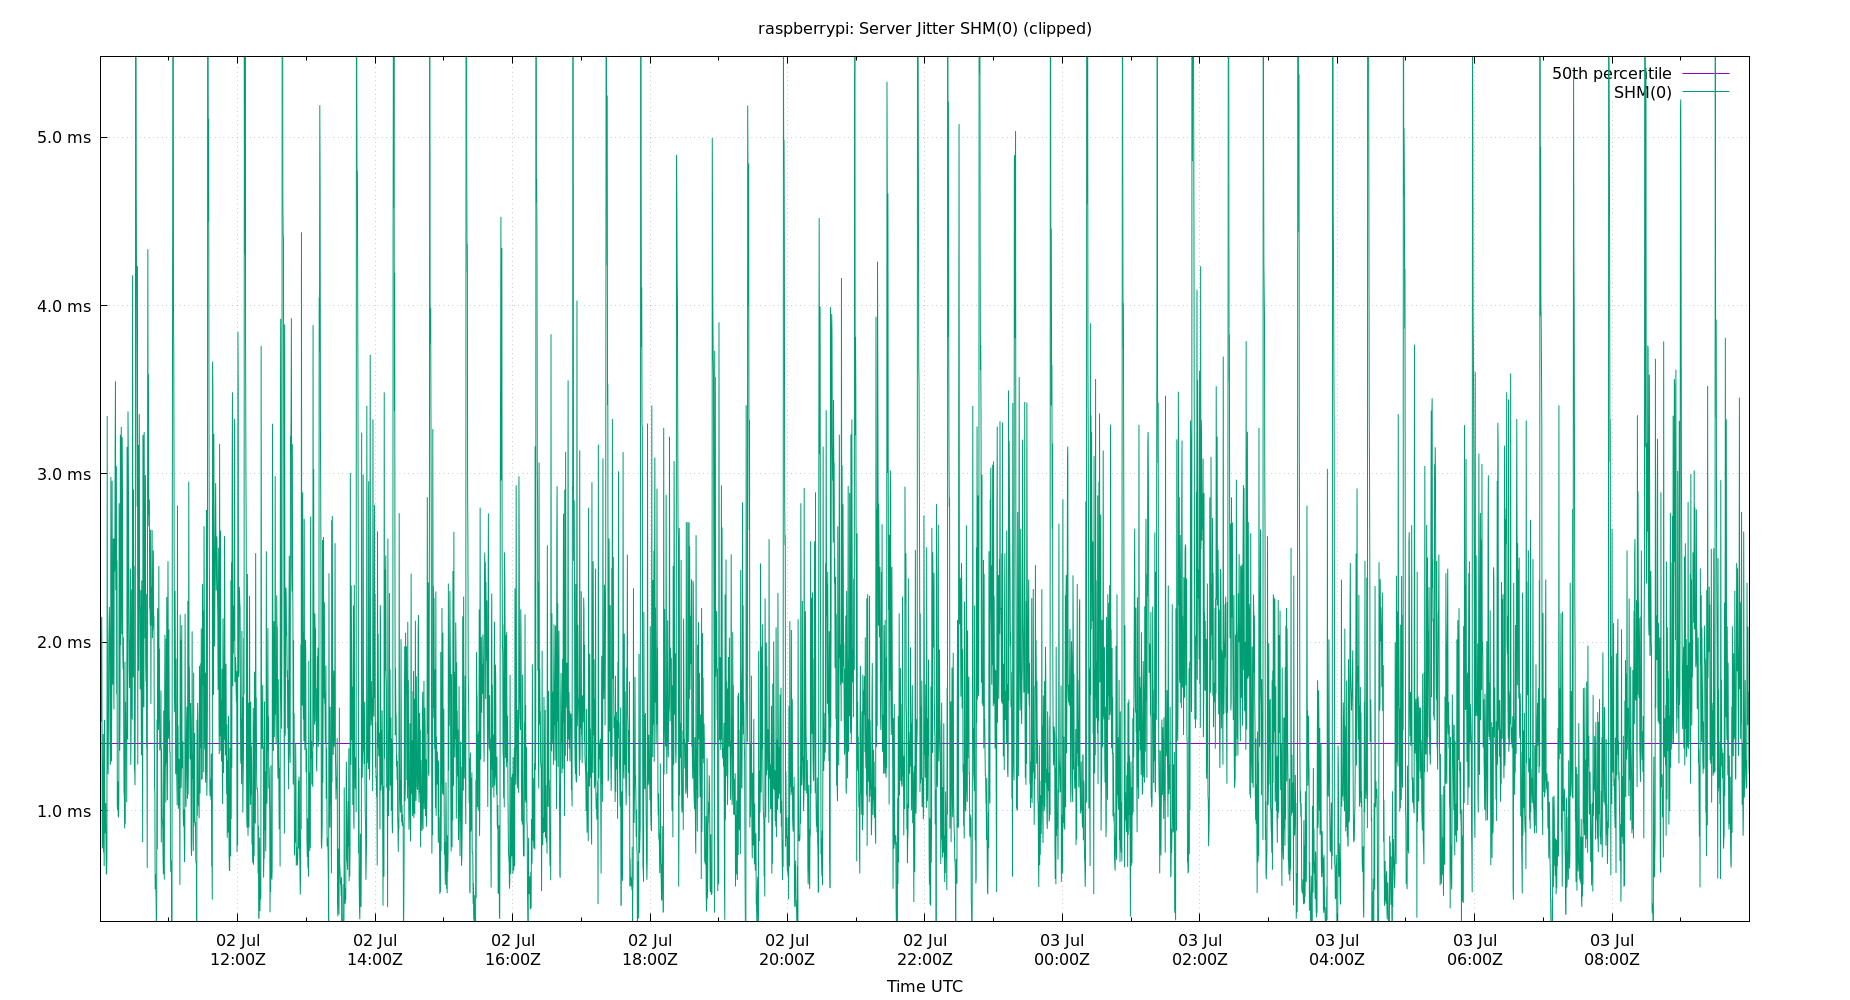 raspberrypi: Server Jitter SHM(0) (clipped)
50th percentile
SHM(0)
5.0 ms
4.0 ms
3.0 ms
2.0 ms
1.0 ms
02 Jul 02 Jul 02 Jul 02 Jul 02 Jul 02 Jul 03 Jul 03 Jul 03 Jul 03 Jul 03 Jul
12:00Z 14:00Z 16:00Z 18:00Z 20:00Z 22:00Z 00:00Z 02:00Z 04:00Z 06:00Z 08:00Z
Time UTC